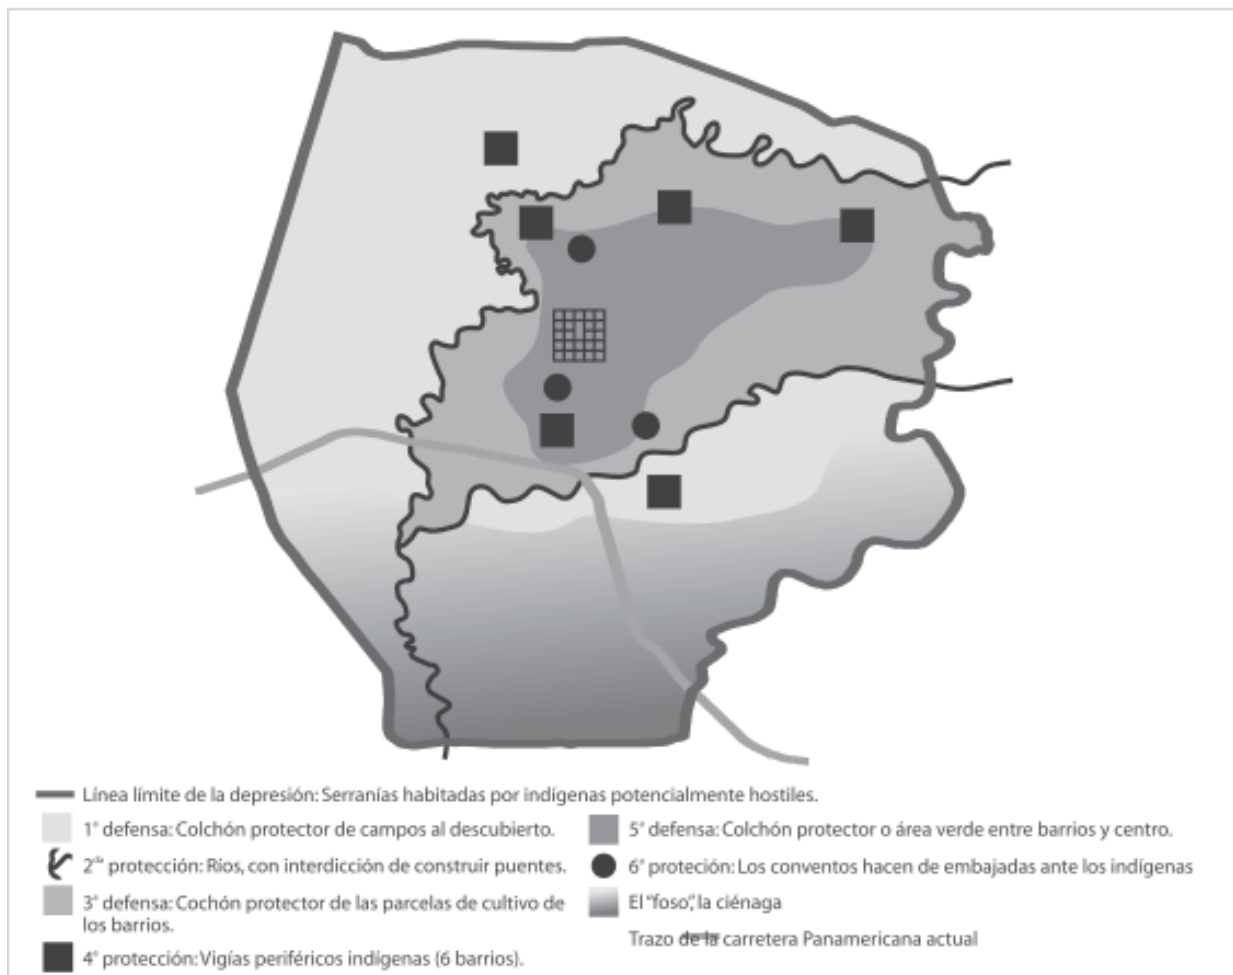 Línea límite de la depresión: Serranías habitadas por indígenas potencialmente hostiles.
1ª defensa: Colchón protector de campos al descubierto.
2ᵈᵃ protección: Ríos, con interdicción de construir puentes.
3ª defensa: Cochón protector de las parcelas de cultivo de
los barrios.
4ª protección: Vigías periféricos indígenas (6 barrios).
5ª defensa: Colchón protector o área verde entre barrios y centro.
6ª proteción: Los conventos hacen de embajadas ante los indígenas
El "foso", la ciénaga
Trazo de la carretera Panamericana actual